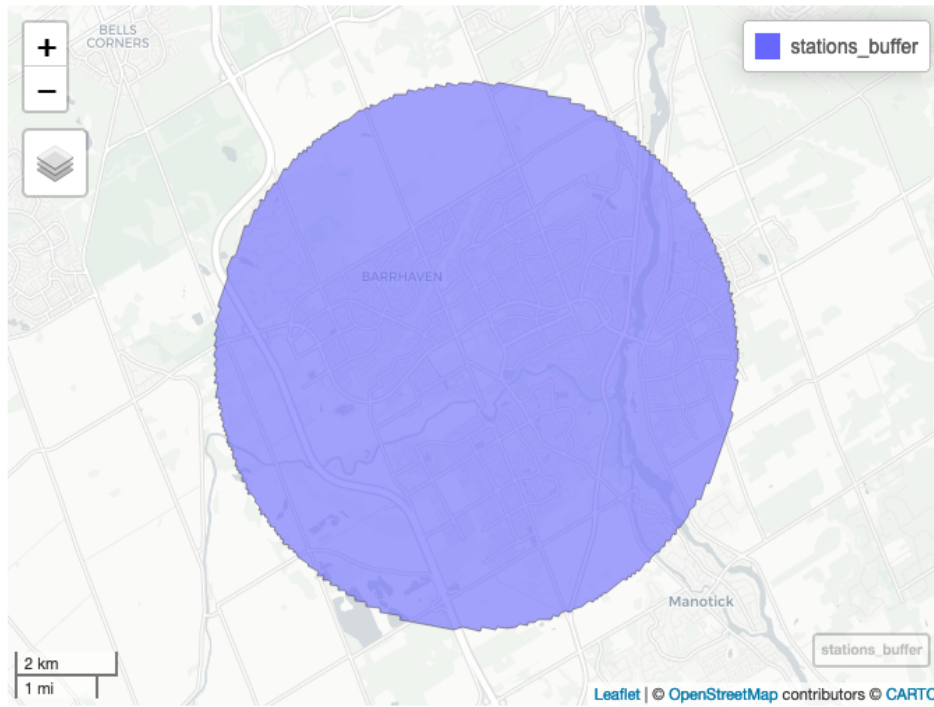 BELLS
CORNERS
+
−
stations_buffer
BARRHAVEN
Manotick
stations_buffer
2 km
1 mi
Leaflet | © OpenStreetMap contributors © CARTO